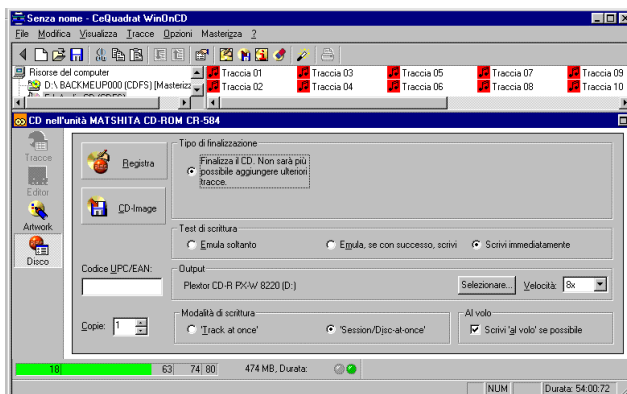 Senza nome - CeQuadrat WinOnCD
File Modifica Visualizza Tracce Opzioni Masterizza ?
Risorse del computer
D:\ BACKMEUP000 (CDFS) [Masteriz
Traccia 01 Traccia 03 Traccia 05 Traccia 07 Traccia 09
Traccia 02 Traccia 04 Traccia 06 Traccia 08 Traccia 10
CD nell'unità MATSHITA CD-ROM CR-584
Tracce
Editor
Artwork
Disco
Registra
CD-Image
Tipo di finalizzazione
Finalizza il CD. Non sarà più
possibile aggiungere ulteriori
tracce.
Test di scrittura
Emula soltanto Emula, se con successo, scrivi Scrivi immediatamente
Codice UPC/EAN:
Output
Plextor CD-R PX-W 8220 (D:) Selezionare... Velocità: 8x
Copie: 1
Modalità di scrittura
'Track at once' 'Session/Disc-at-once'
Al volo
Scrivi 'al volo' se possibile
18 63 74 80 474 MB, Durata:
NUM Durata: 54:00:72